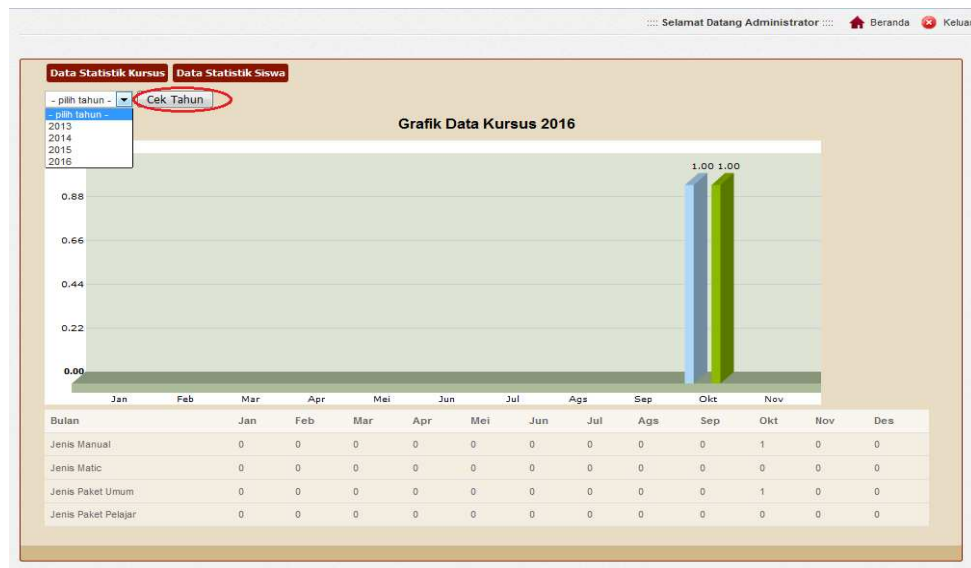 :::: Selamat Datang Administrator :::: Beranda Keluar
Data Statistik Kursus Data Statistik Siswa
- pilih tahun - Cek Tahun
- pilih tahun -
2013
2014
2015
2016
Grafik Data Kursus 2016
1.00 1.00
0.88
0.66
0.44
0.22
0.00
Jan Feb Mar Apr Mei Jun Jul Ags Sep Okt Nov
Bulan Jan Feb Mar Apr Mei Jun Jul Ags Sep Okt Nov Des
Jenis Manual 0 0 0 0 0 0 0 0 0 1 0 0
Jenis Matic 0 0 0 0 0 0 0 0 0 0 0 0
Jenis Paket Umum 0 0 0 0 0 0 0 0 0 1 0 0
Jenis Paket Pelajar 0 0 0 0 0 0 0 0 0 0 0 0